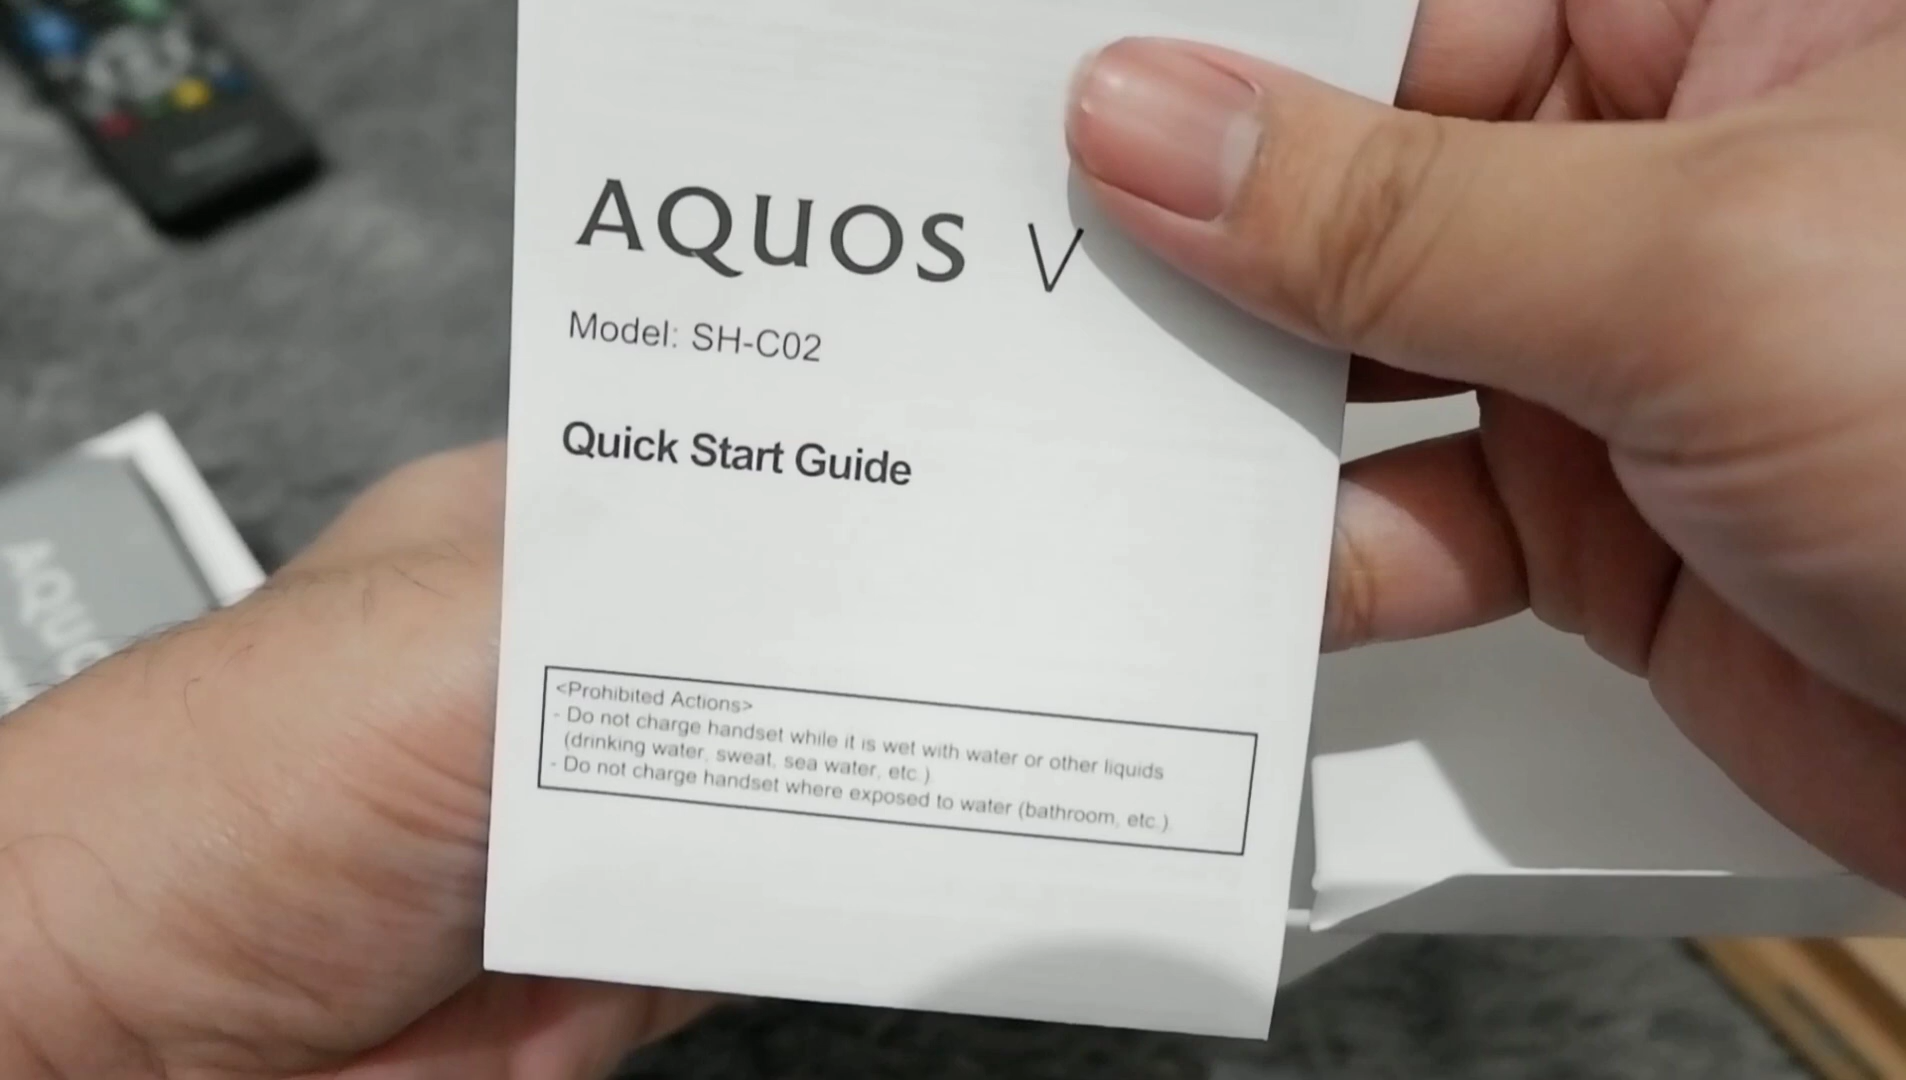 AQUOS V
Model: SH-C02
Quick Start Guide
<Prohibited Actions>
- Do not charge handset while it is wet with water or other liquids
(drinking water, sweat, sea water, etc.)
- Do not charge handset where exposed to water (bathroom, etc.)
AQUO